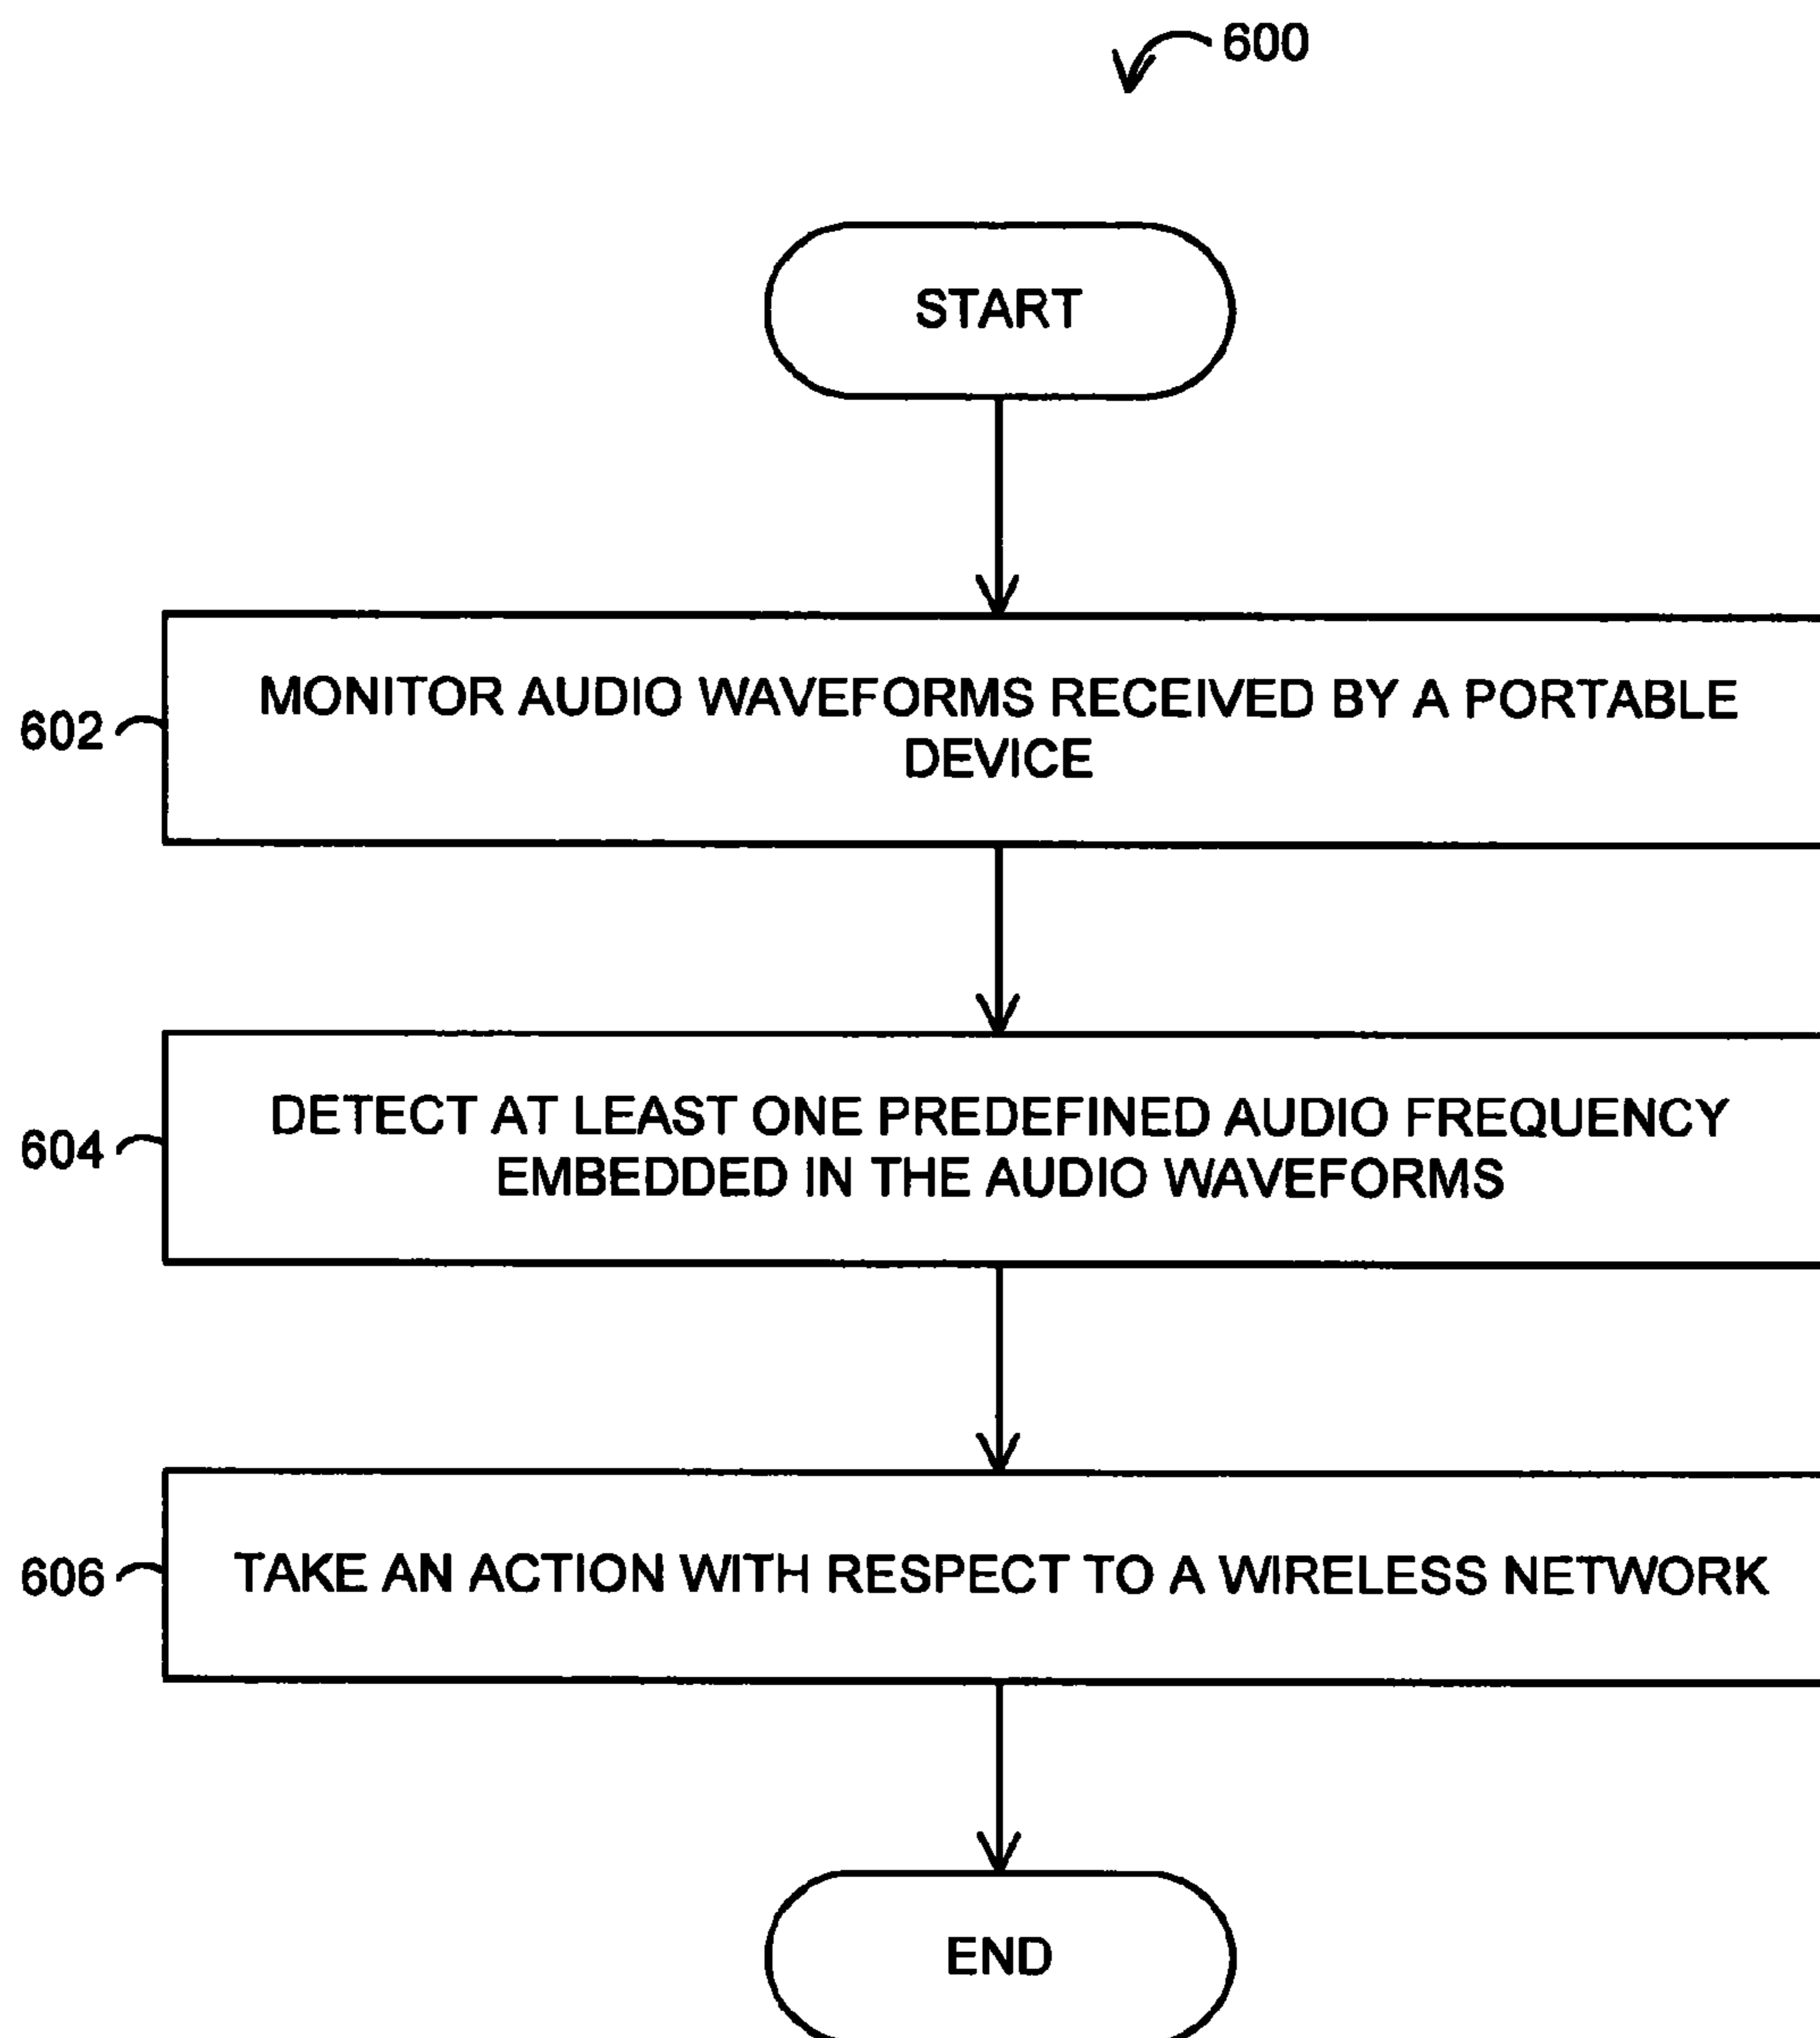 600
START
602
MONITOR AUDIO WAVEFORMS RECEIVED BY A PORTABLE
DEVICE
604
DETECT AT LEAST ONE PREDEFINED AUDIO FREQUENCY
EMBEDDED IN THE AUDIO WAVEFORMS
606
TAKE AN ACTION WITH RESPECT TO A WIRELESS NETWORK
END